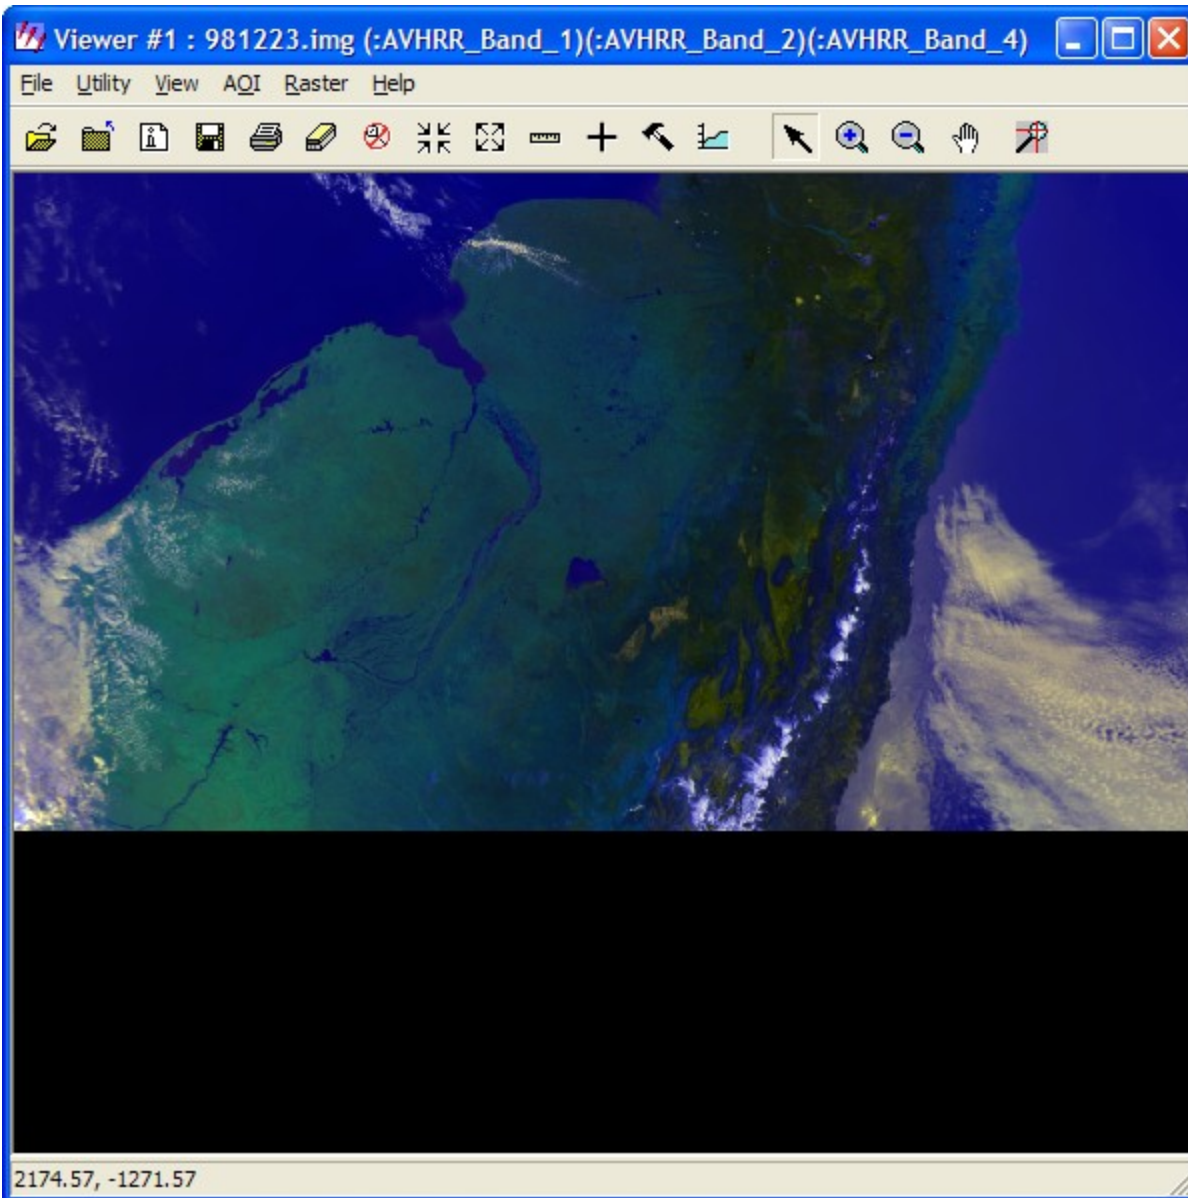 Viewer #1 : 981223.img (:AVHRR_Band_1)(:AVHRR_Band_2)(:AVHRR_Band_4)
File Utility View AOI Raster Help
2174.57, -1271.57